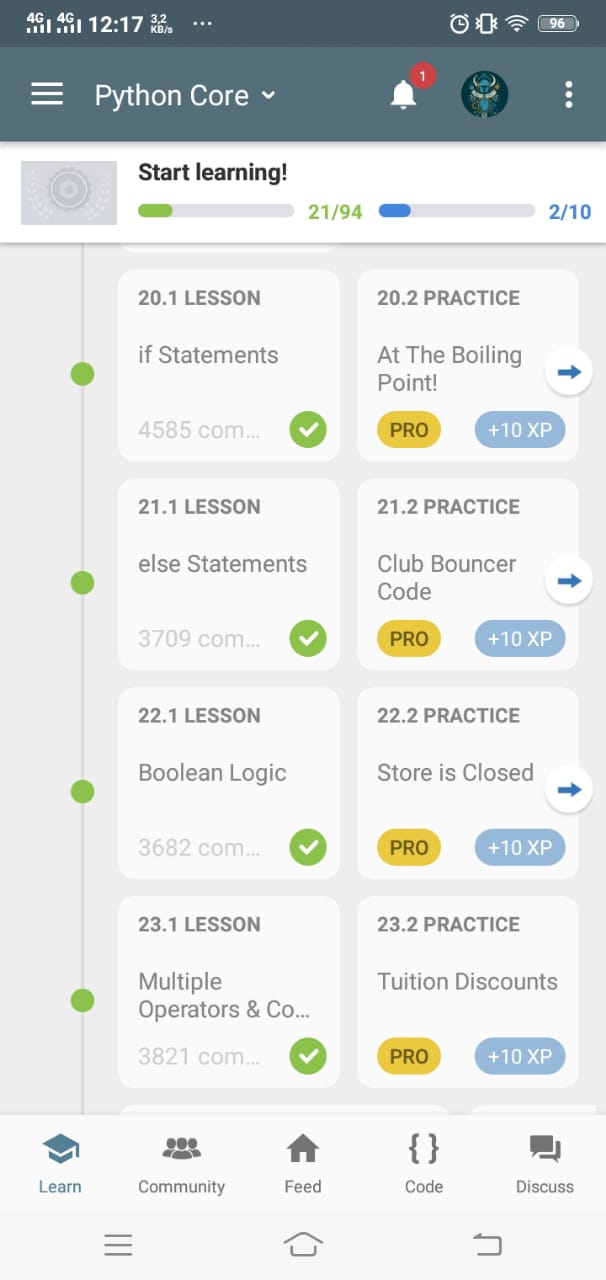 4G 4G 12:17 3,2 KB/s ... 96
Python Core 1
Start learning!
21/94 2/10
20.1 LESSON
if Statements
4585 com...
20.2 PRACTICE
At The Boiling
Point!
PRO +10 XP
21.1 LESSON
else Statements
3709 com...
21.2 PRACTICE
Club Bouncer
Code
PRO +10 XP
22.1 LESSON
Boolean Logic
3682 com...
22.2 PRACTICE
Store is Closed
PRO +10 XP
23.1 LESSON
Multiple
Operators & Co...
3821 com...
23.2 PRACTICE
Tuition Discounts
PRO +10 XP
Learn Community Feed Code Discuss